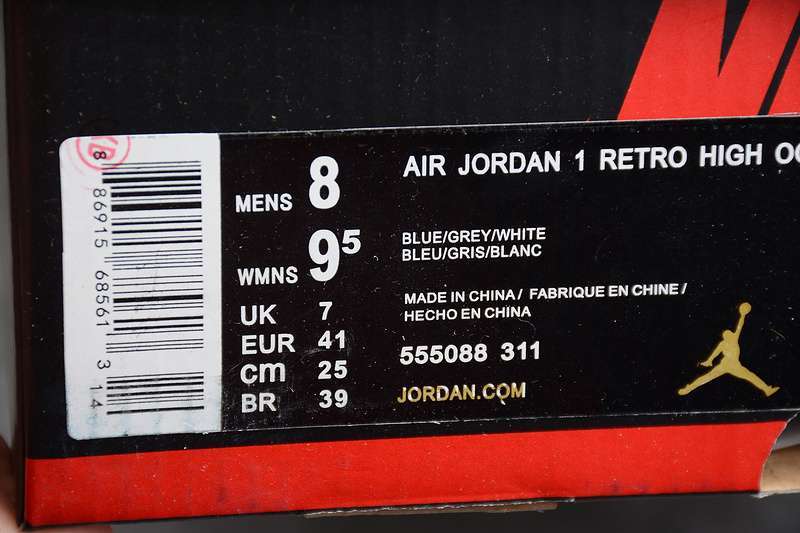 AIR JORDAN 1 RETRO HIGH OG
MENS 8
WMNS 9⁵
BLUE/GREY/WHITE
BLEU/GRIS/BLANC
UK 7
EUR 41
cm 25
BR 39
MADE IN CHINA / FABRIQUE EN CHINE /
HECHO EN CHINA
555088 311
JORDAN.COM
8 86915 68561 3 14